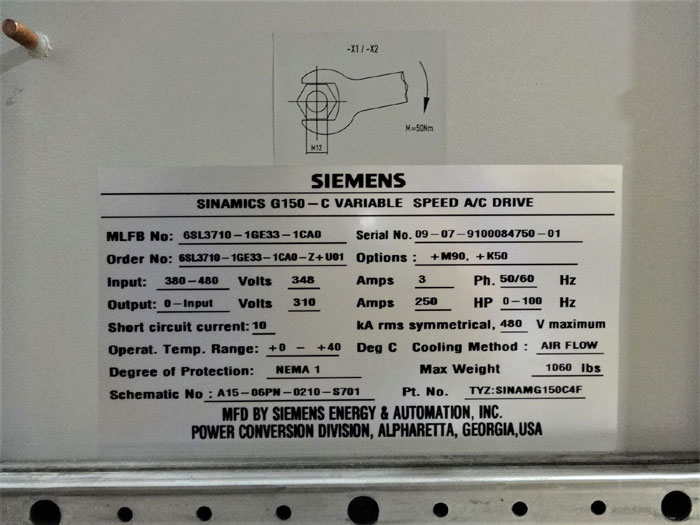 -X1 / -X2
M=50Nm
M12
SIEMENS
SINAMICS G150-C VARIABLE SPEED A/C DRIVE
MLFB No: 6SL3710-1GE33-1CA0 Serial No. 09-07-9100084750-01
Order No: 6SL3710-1GE33-1CA0-Z+U01 Options : +M90, +K50
Input: 380-480 Volts 348 Amps 3 Ph. 50/60 Hz
Output: 0-Input Volts 310 Amps 250 HP 0-100 Hz
Short circuit current: 10 kA rms symmetrical, 480 V maximum
Operat. Temp. Range: +0 - +40 Deg C Cooling Method : AIR FLOW
Degree of Protection: NEMA 1 Max Weight 1060 lbs
Schematic No : A15-06PN-0210-S701 Pt. No. TYZ:SINAMG150C4F
MFD BY SIEMENS ENERGY & AUTOMATION, INC.
POWER CONVERSION DIVISION, ALPHARETTA, GEORGIA,USA